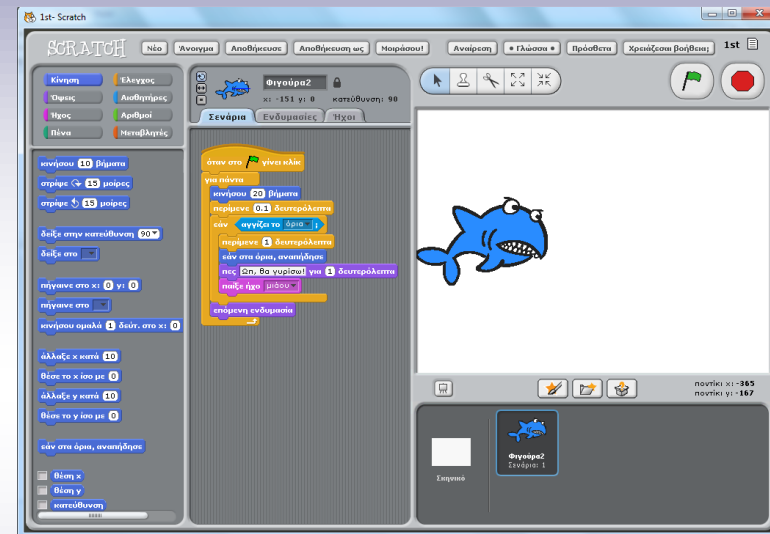 1st- Scratch
SCRATCH Νέο Άνοιγμα Αποθήκευσε Αποθήκευση ως Μοιράσου! Αναίρεση • Γλώσσα • Πρόσθετα Χρειάζεσαι βοήθεια; 1st
Κίνηση Έλεγχος
Όψεις Αισθητήρες
Ήχος Αριθμοί
Πένα Μεταβλητές
κινήσου 10 βήματα
στρίψε 15 μοίρες
στρίψε 15 μοίρες
δείξε στην κατεύθυνση 90
δείξε στο
πήγαινε στο x: 0 y: 0
πήγαινε στο
κινήσου ομαλά 1 δεύτ. στο x: 0
άλλαξε x κατά 10
θέσε το x ίσο με 0
άλλαξε y κατά 10
θέσε το y ίσο με 0
εάν στα όρια, αναπήδησε
θέση x
θέση y
κατεύθυνση
Φιγούρα2
x: -151 y: 0 κατεύθυνση: 90
Σενάρια Ενδυμασίες Ήχοι
όταν στο γίνει κλικ
για πάντα
κινήσου 20 βήματα
περίμενε 0.1 δευτερόλεπτα
εάν αγγίζει το όρια ;
περίμενε 1 δευτερόλεπτα
εάν στα όρια, αναπήδησε
πες Ωπ, θα γυρίσω! για 1 δευτερόλεπτα
παίξε ήχο μιάου
επόμενη ενδυμασία
ποντίκι x: -365
ποντίκι y: -167
Σκηνικό
Φιγούρα2
Σενάρια: 1